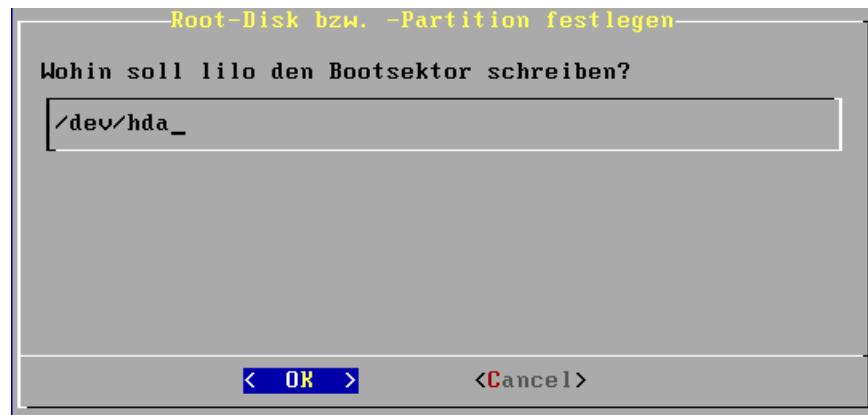 Root-Disk bzw. -Partition festlegen
Wohin soll lilo den Bootsektor schreiben?
/dev/hda_
< OK > <Cancel>